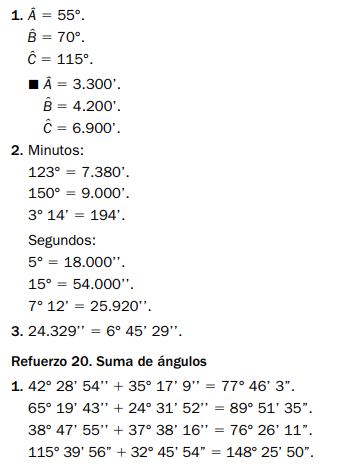 1. Â = 55°.
B̂ = 70°.
Ĉ = 115°.
■ Â = 3.300’.
B̂ = 4.200’.
Ĉ = 6.900’.
2. Minutos:
123° = 7.380’.
150° = 9.000’.
3° 14’ = 194’.
Segundos:
5° = 18.000’’.
15° = 54.000’’.
7° 12’ = 25.920’’.
3. 24.329’’ = 6° 45’ 29’’.
Refuerzo 20. Suma de ángulos
1. 42° 28’ 54’’ + 35° 17’ 9’’ = 77° 46’ 3”.
65° 19’ 43’’ + 24° 31’ 52’’ = 89° 51’ 35”.
38° 47’ 55’’ + 37° 38’ 16’’ = 76° 26’ 11”.
115° 39’ 56” + 32° 45’ 54” = 148° 25’ 50”.